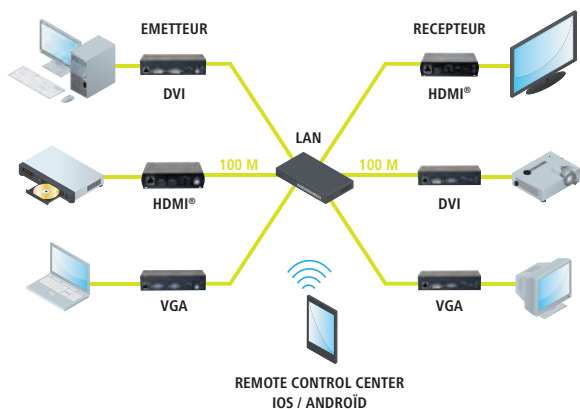 EMETTEUR
RECEPTEUR
DVI
HDMI®
LAN
100 M
100 M
HDMI®
DVI
VGA
VGA
REMOTE CONTROL CENTER
IOS / ANDROÏD